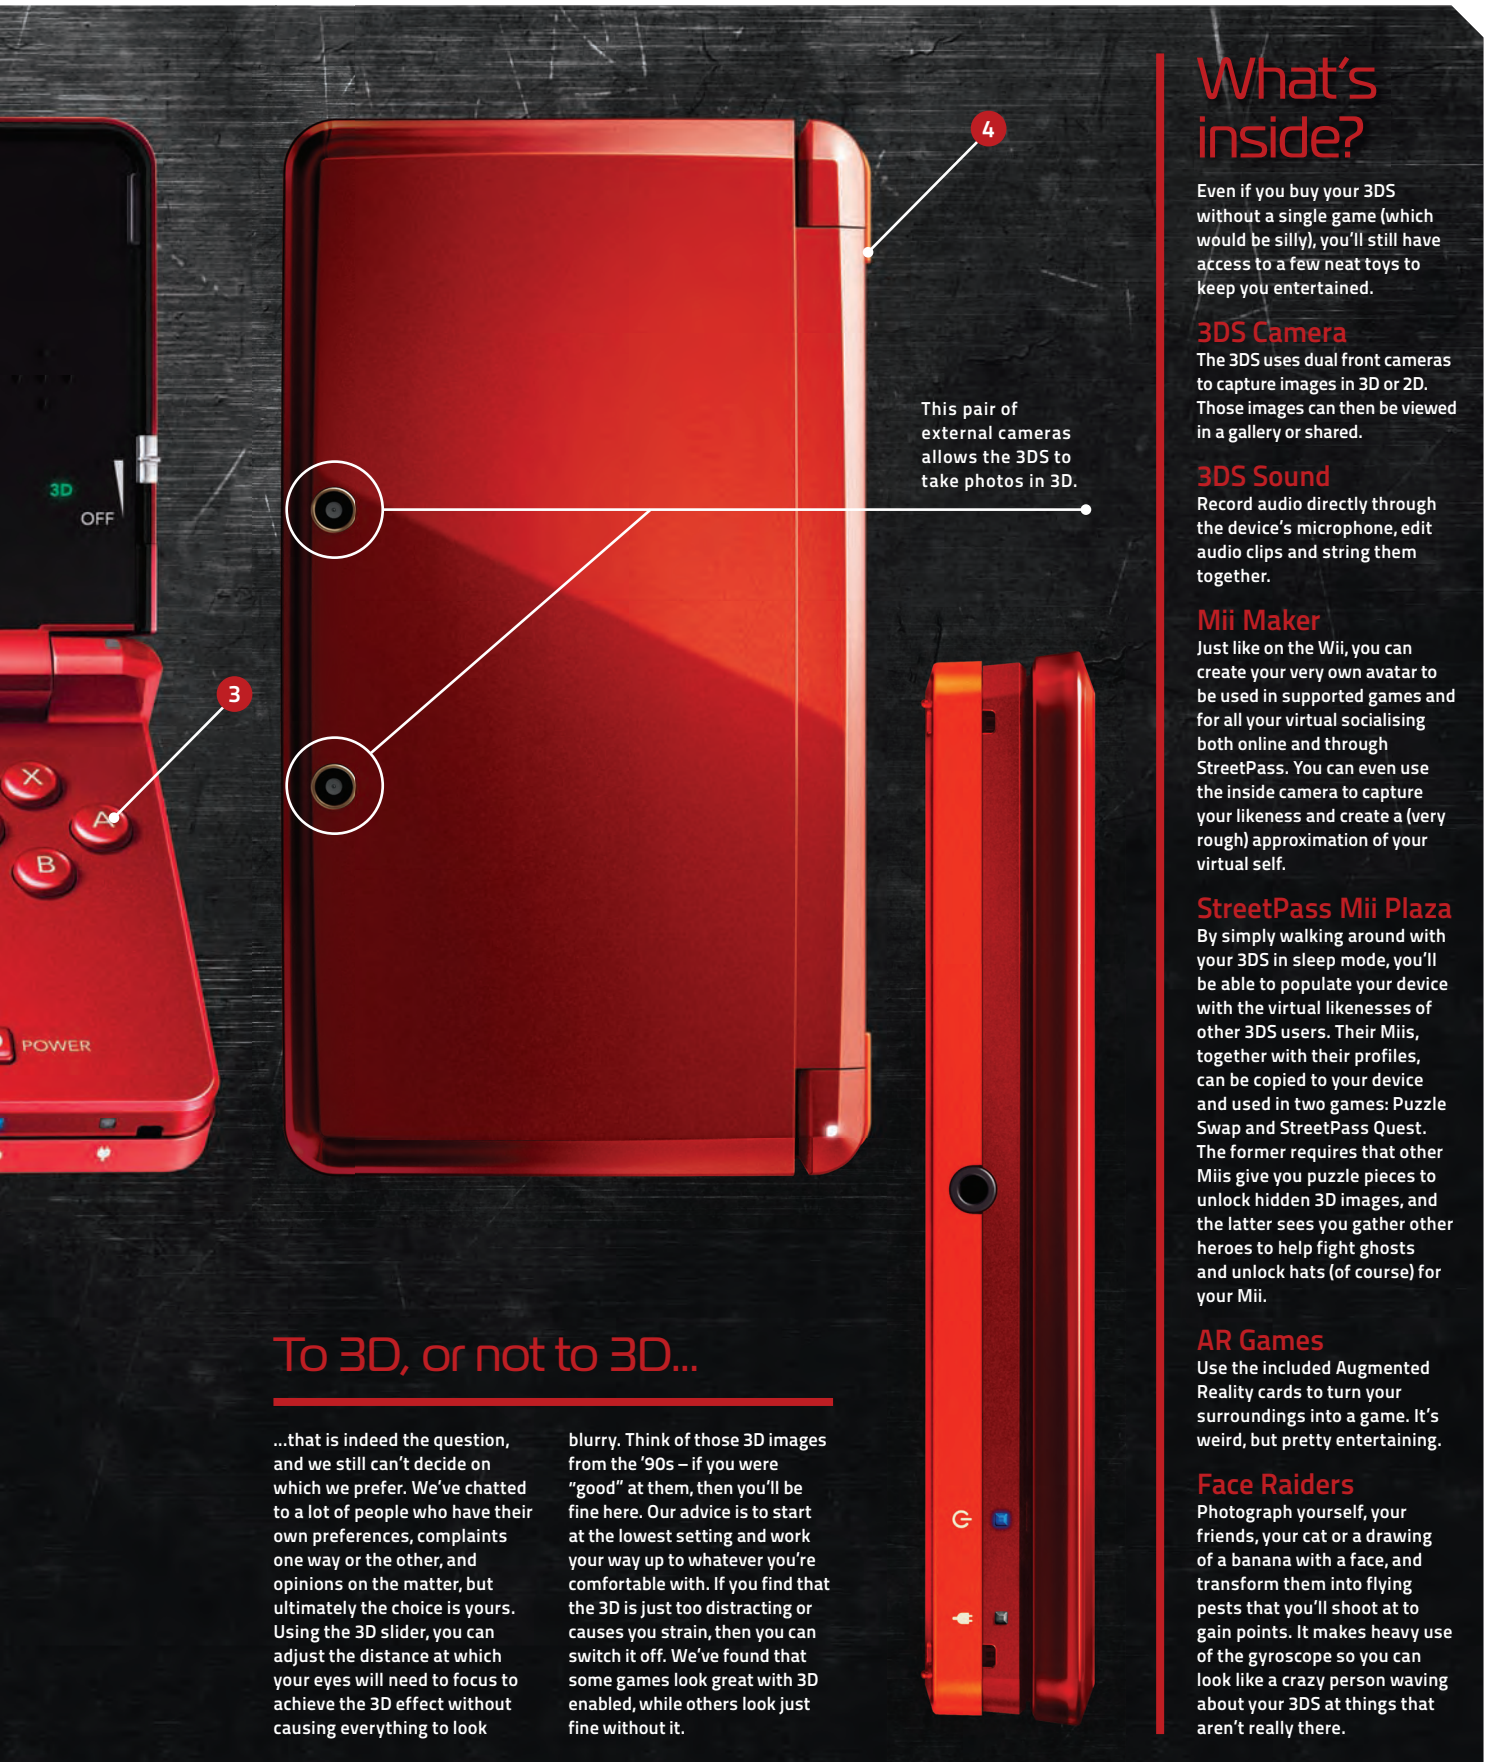 3D
OFF
X
A
B
POWER
3
4
This pair of
external cameras
allows the 3DS to
take photos in 3D.
To 3D, or not to 3D...
...that is indeed the question,
and we still can't decide on
which we prefer. We've chatted
to a lot of people who have their
own preferences, complaints
one way or the other, and
opinions on the matter, but
ultimately the choice is yours.
Using the 3D slider, you can
adjust the distance at which
your eyes will need to focus to
achieve the 3D effect without
causing everything to look
blurry. Think of those 3D images
from the '90s – if you were
"good" at them, then you'll be
fine here. Our advice is to start
at the lowest setting and work
your way up to whatever you're
comfortable with. If you find that
the 3D is just too distracting or
causes you strain, then you can
switch it off. We've found that
some games look great with 3D
enabled, while others look just
fine without it.
What's
inside?
Even if you buy your 3DS
without a single game (which
would be silly), you'll still have
access to a few neat toys to
keep you entertained.
3DS Camera
The 3DS uses dual front cameras
to capture images in 3D or 2D.
Those images can then be viewed
in a gallery or shared.
3DS Sound
Record audio directly through
the device's microphone, edit
audio clips and string them
together.
Mii Maker
Just like on the Wii, you can
create your very own avatar to
be used in supported games and
for all your virtual socialising
both online and through
StreetPass. You can even use
the inside camera to capture
your likeness and create a (very
rough) approximation of your
virtual self.
StreetPass Mii Plaza
By simply walking around with
your 3DS in sleep mode, you'll
be able to populate your device
with the virtual likenesses of
other 3DS users. Their Miis,
together with their profiles,
can be copied to your device
and used in two games: Puzzle
Swap and StreetPass Quest.
The former requires that other
Miis give you puzzle pieces to
unlock hidden 3D images, and
the latter sees you gather other
heroes to help fight ghosts
and unlock hats (of course) for
your Mii.
AR Games
Use the included Augmented
Reality cards to turn your
surroundings into a game. It's
weird, but pretty entertaining.
Face Raiders
Photograph yourself, your
friends, your cat or a drawing
of a banana with a face, and
transform them into flying
pests that you'll shoot at to
gain points. It makes heavy use
of the gyroscope so you can
look like a crazy person waving
about your 3DS at things that
aren't really there.